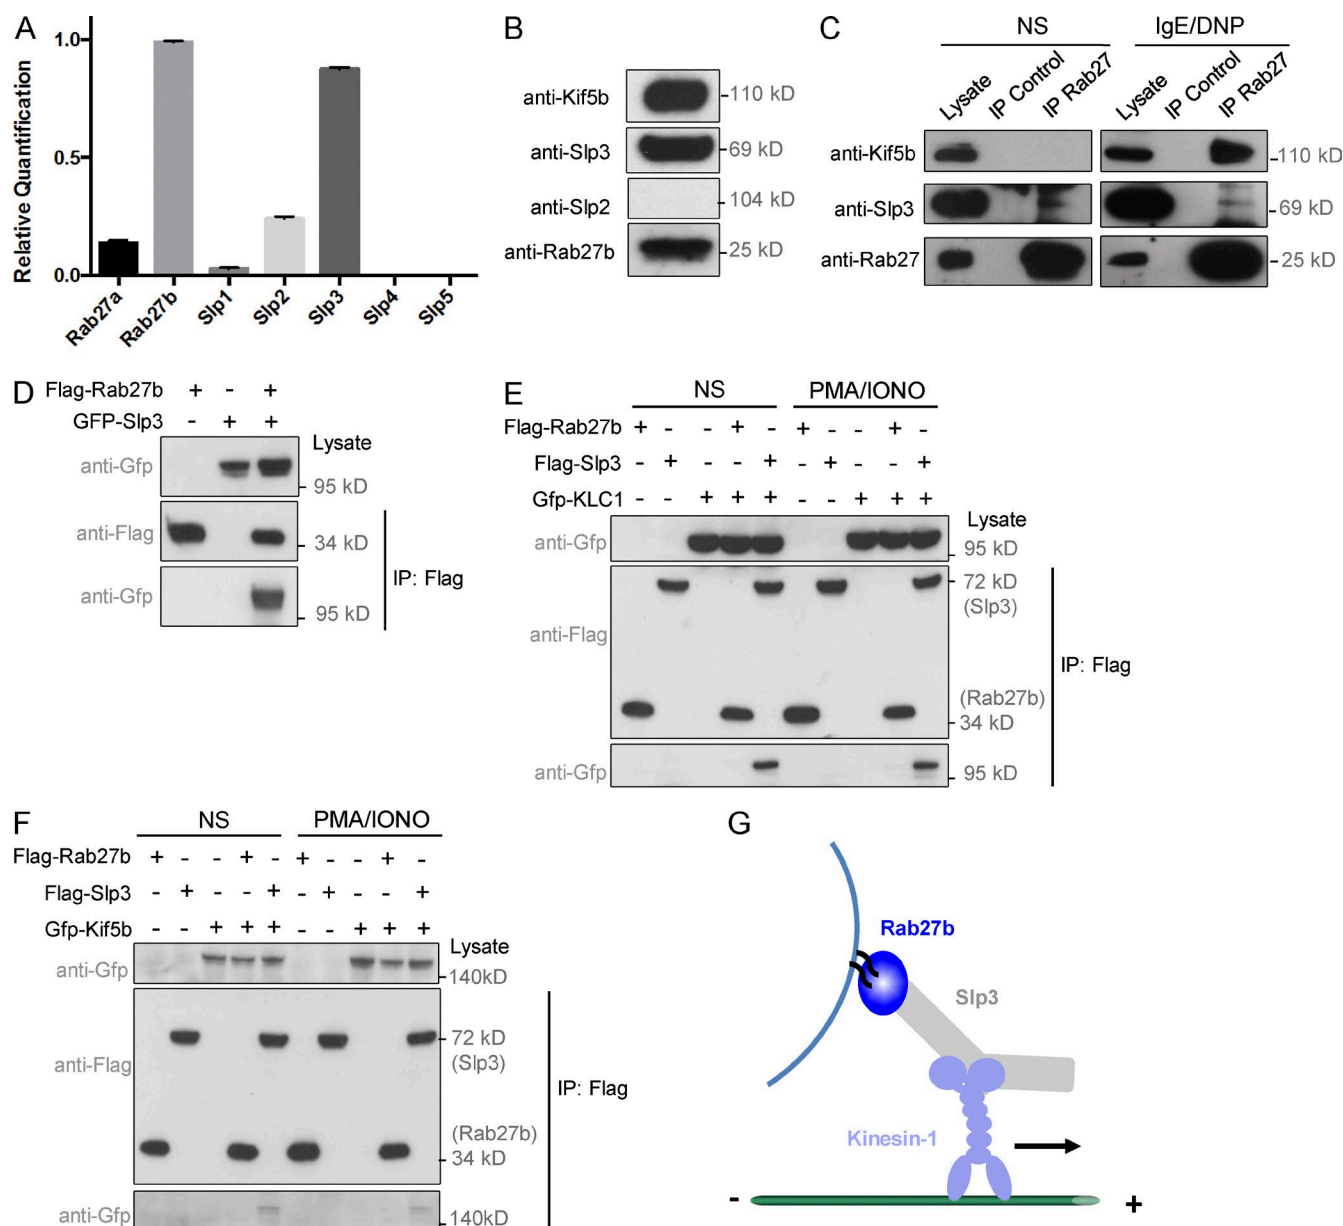 A
1.0
0.5
0.0
Relative Quantification
Rab27a
Rab27b
Slp1
Slp2
Slp3
Slp4
Slp5
B
anti-Kif5b
110 kD
anti-Slp3
69 kD
anti-Slp2
104 kD
anti-Rab27b
25 kD
C
NS
IgE/DNP
Lysate
IP Control
IP Rab27
Lysate
IP Control
IP Rab27
anti-Kif5b
110 kD
anti-Slp3
69 kD
anti-Rab27
25 kD
D
Flag-Rab27b + - +
GFP-Slp3 - + +
Lysate
anti-Gfp
95 kD
anti-Flag
34 kD
IP: Flag
anti-Gfp
95 kD
E
NS
PMA/IONO
Flag-Rab27b + - - + - + - - + -
Flag-Slp3 - + - - + - + - - +
Gfp-KLC1 - - + + + - - + + +
Lysate
anti-Gfp
95 kD
72 kD
(Slp3)
anti-Flag
IP: Flag
(Rab27b)
34 kD
anti-Gfp
95 kD
F
NS
PMA/IONO
Flag-Rab27b + - - + - + - - + -
Flag-Slp3 - + - - + - + - - +
Gfp-Kif5b - - + + + - - + + +
Lysate
anti-Gfp
140kD
72 kD
(Slp3)
anti-Flag
IP: Flag
(Rab27b)
34 kD
anti-Gfp
140kD
G
Rab27b
Slp3
Kinesin-1
- +